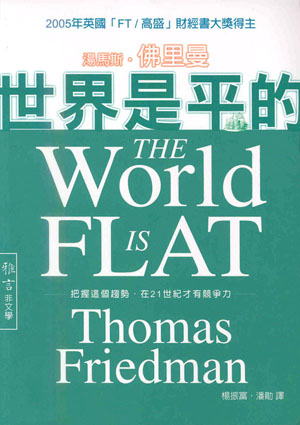 2005年英國「FT / 高盛」財經書大獎得主
湯馬斯·佛里曼
世界是平的
THE
World
IS
FLAT
把握這個趨勢·在21世紀才有競爭力
雅言
非文學
Thomas
Friedman
楊振富·潘勛 譯